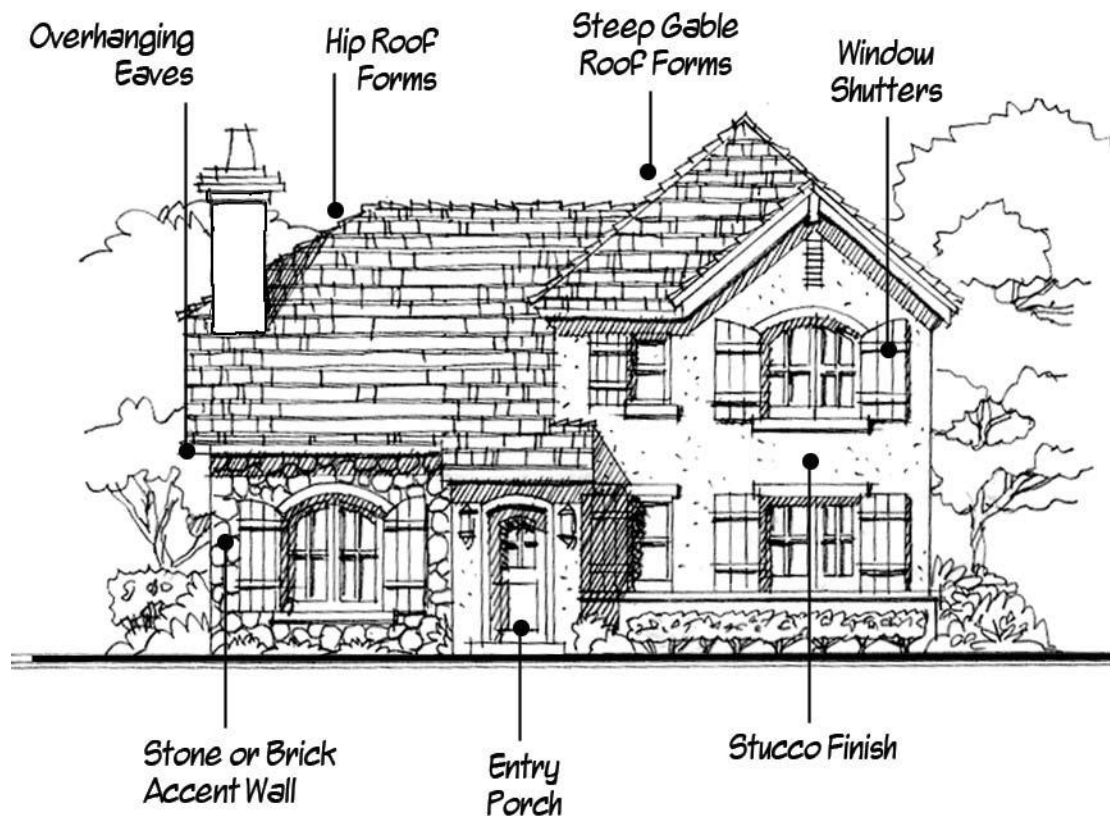 Overhanging
Eaves
Hip Roof
Forms
Steep Gable
Roof Forms
Window
Shutters
Stone or Brick
Accent Wall
Entry
Porch
Stucco Finish